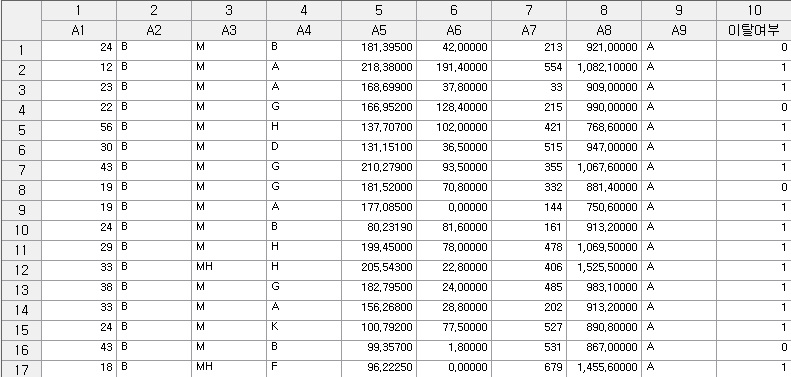 1 2 3 4 5 6 7 8 9 10
A1 A2 A3 A4 A5 A6 A7 A8 A9 이탈여부
1 24 B M B 181,39500 42,00000 213 921,00000 A 0
2 12 B M A 218,38000 191,40000 554 1,082,10000 A 1
3 23 B M A 168,69900 37,80000 33 909,00000 A 1
4 22 B M G 166,95200 128,40000 215 990,00000 A 0
5 56 B M H 137,70700 102,00000 421 768,60000 A 1
6 30 B M D 131,15100 36,50000 515 947,00000 A 1
7 43 B M G 210,27900 93,50000 355 1,067,60000 A 1
8 19 B M G 181,52000 70,80000 332 881,40000 A 0
9 19 B M A 177,08500 0,00000 144 750,60000 A 1
10 24 B M B 80,23190 81,60000 161 913,20000 A 1
11 29 B M H 199,45000 78,00000 478 1,069,50000 A 1
12 33 B MH H 205,54300 22,80000 406 1,525,50000 A 1
13 38 B M G 182,79500 24,00000 485 983,10000 A 1
14 33 B M A 156,26800 28,80000 202 913,20000 A 1
15 24 B M K 100,79200 77,50000 527 890,80000 A 1
16 43 B M B 99,35700 1,80000 531 867,00000 A 0
17 18 B MH F 96,22250 0,00000 679 1,455,60000 A 1